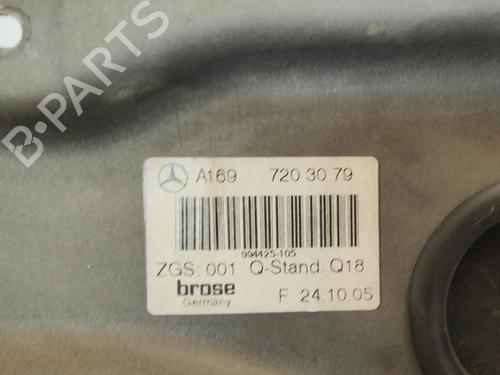 B-PARTS
A169 720 30 79
994425-105
ZGS: 001 Q-Stand: Q18
brose
Germany
F 24.10.05